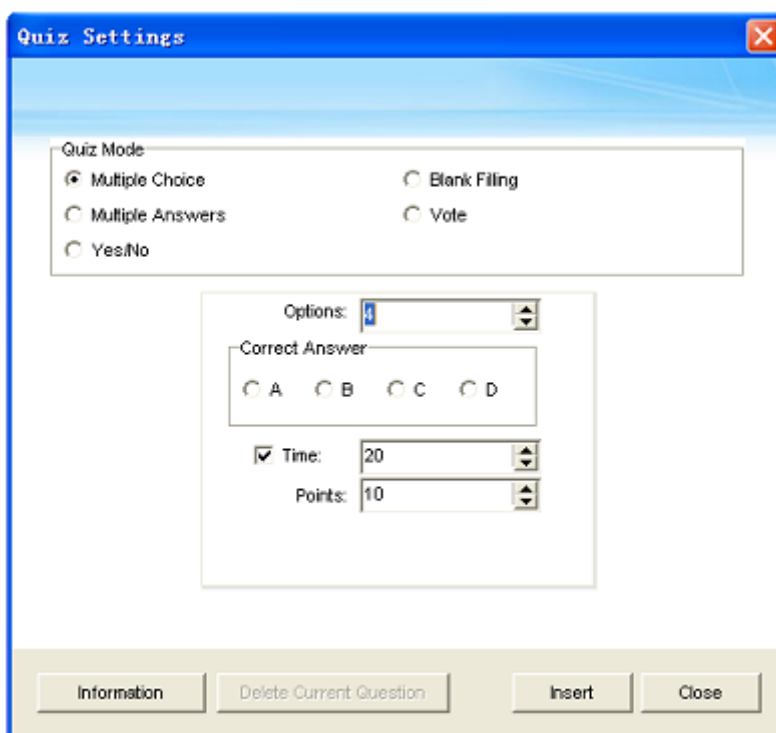 Quiz Settings
Quiz Mode
Multiple Choice
Blank Filling
Multiple Answers
Vote
Yes/No
Options: 4
Correct Answer
A B C D
Time: 20
Points: 10
Information Delete Current Question Insert Close